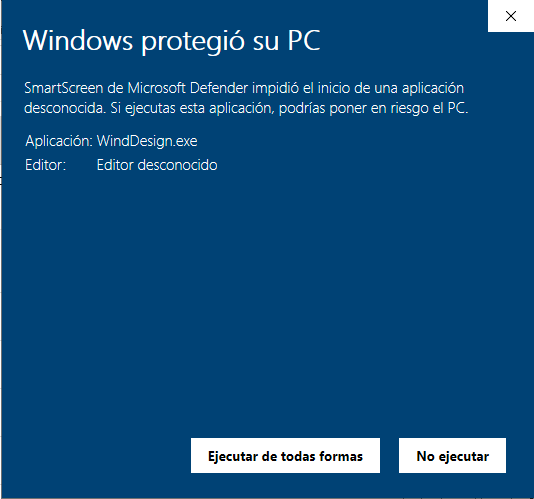 Windows protegió su PC
SmartScreen de Microsoft Defender impidió el inicio de una aplicación
desconocida. Si ejecutas esta aplicación, podrías poner en riesgo el PC.
Aplicación: WindDesign.exe
Editor: Editor desconocido
Ejecutar de todas formas
No ejecutar